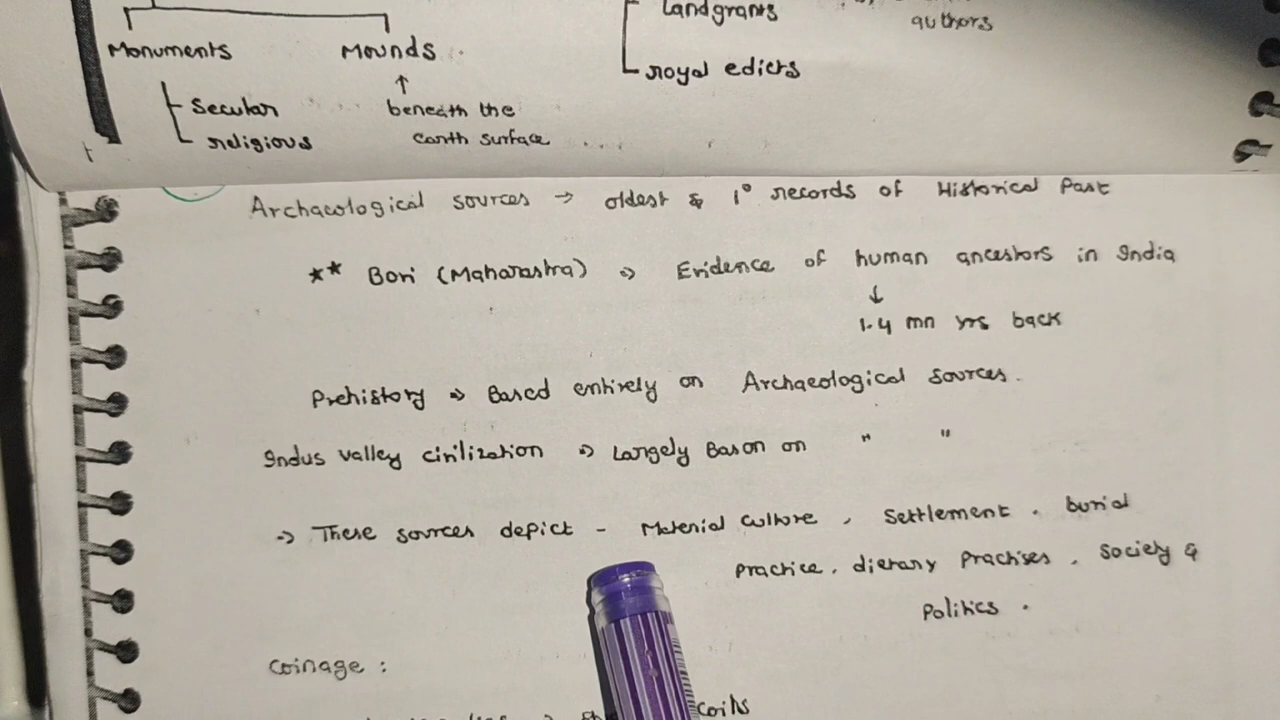 Landgrants
authors
Monuments
Mounds
royal edicts
Secular
religious
↑
beneath the
earth surface
Archaeological sources → oldest & 1° records of Historical Past
** Bori (Maharastra) ⇒ Evidence of human ancestors in India
↓
1.4 mn yrs back
Prehistory ⇒ Based entirely on Archaeological sources.
Indus valley civilization ⇒ Largely Bason on " "
⇒ These sources depict - Material culture, Settlement, burial
practice, dietary Practises, Society &
Politics.
Coinage :
coins